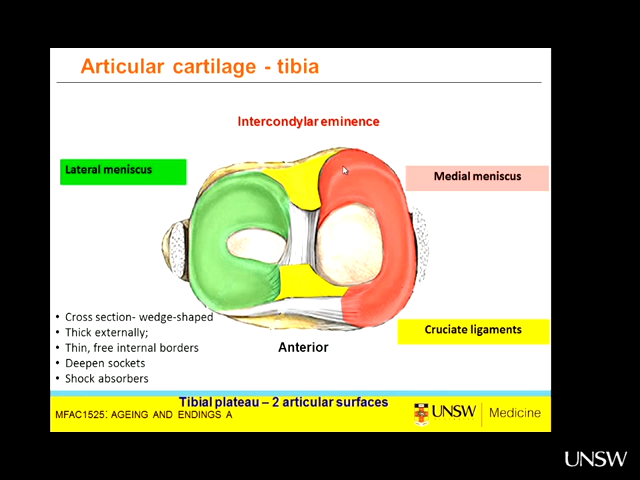 Articular cartilage - tibia
Intercondylar eminence
Lateral meniscus
Medial meniscus
• Cross section- wedge-shaped
• Thick externally;
• Thin, free internal borders
• Deepen sockets
• Shock absorbers
Cruciate ligaments
Anterior
Tibial plateau – 2 articular surfaces
MFAC1525: AGEING AND ENDINGS A
UNSW Medicine
UNSW